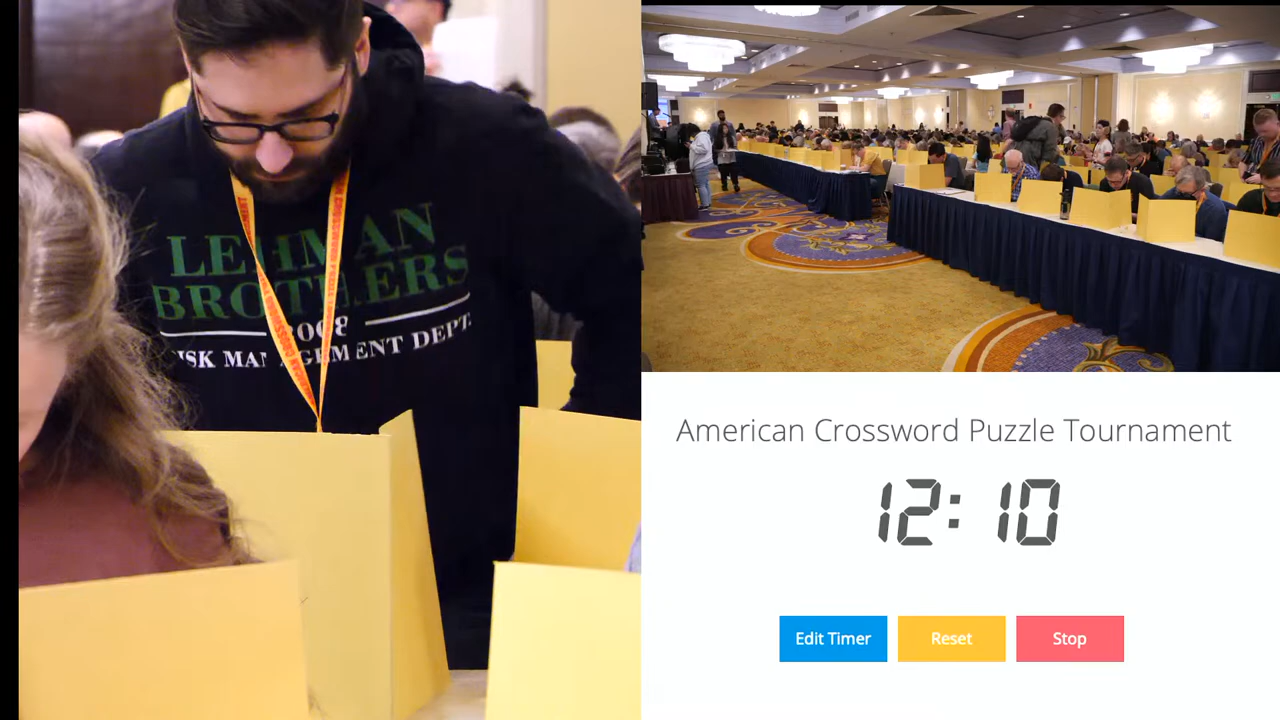 LEHMAN
BROTHERS
2008
RISK MANAGEMENT DEPT.
American Crossword Puzzle Tournament
12:10
Edit Timer
Reset
Stop